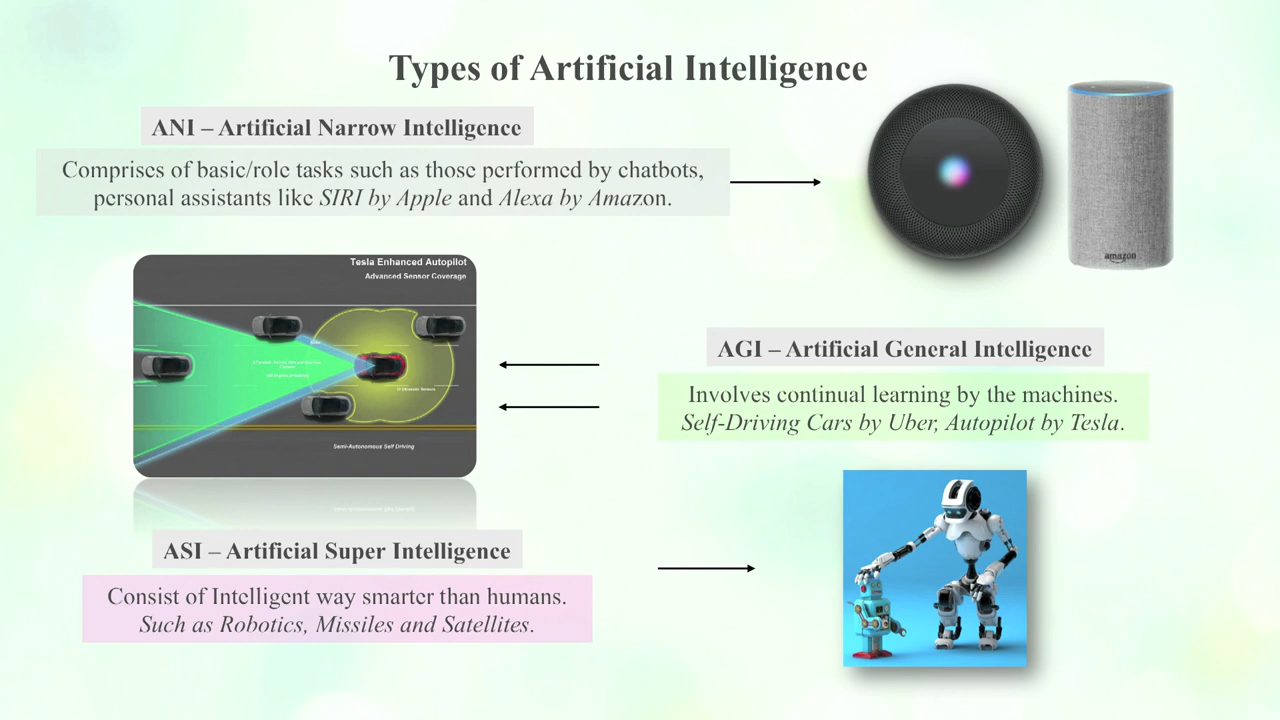 Types of Artificial Intelligence
ANI – Artificial Narrow Intelligence
Comprises of basic/role tasks such as those performed by chatbots,
personal assistants like SIRI by Apple and Alexa by Amazon.
amazon
Tesla Enhanced Autopilot
Advanced Sensor Coverage
Semi-Autonomous Self Driving
AGI – Artificial General Intelligence
Involves continual learning by the machines.
Self-Driving Cars by Uber, Autopilot by Tesla.
ASI – Artificial Super Intelligence
Consist of Intelligent way smarter than humans.
Such as Robotics, Missiles and Satellites.